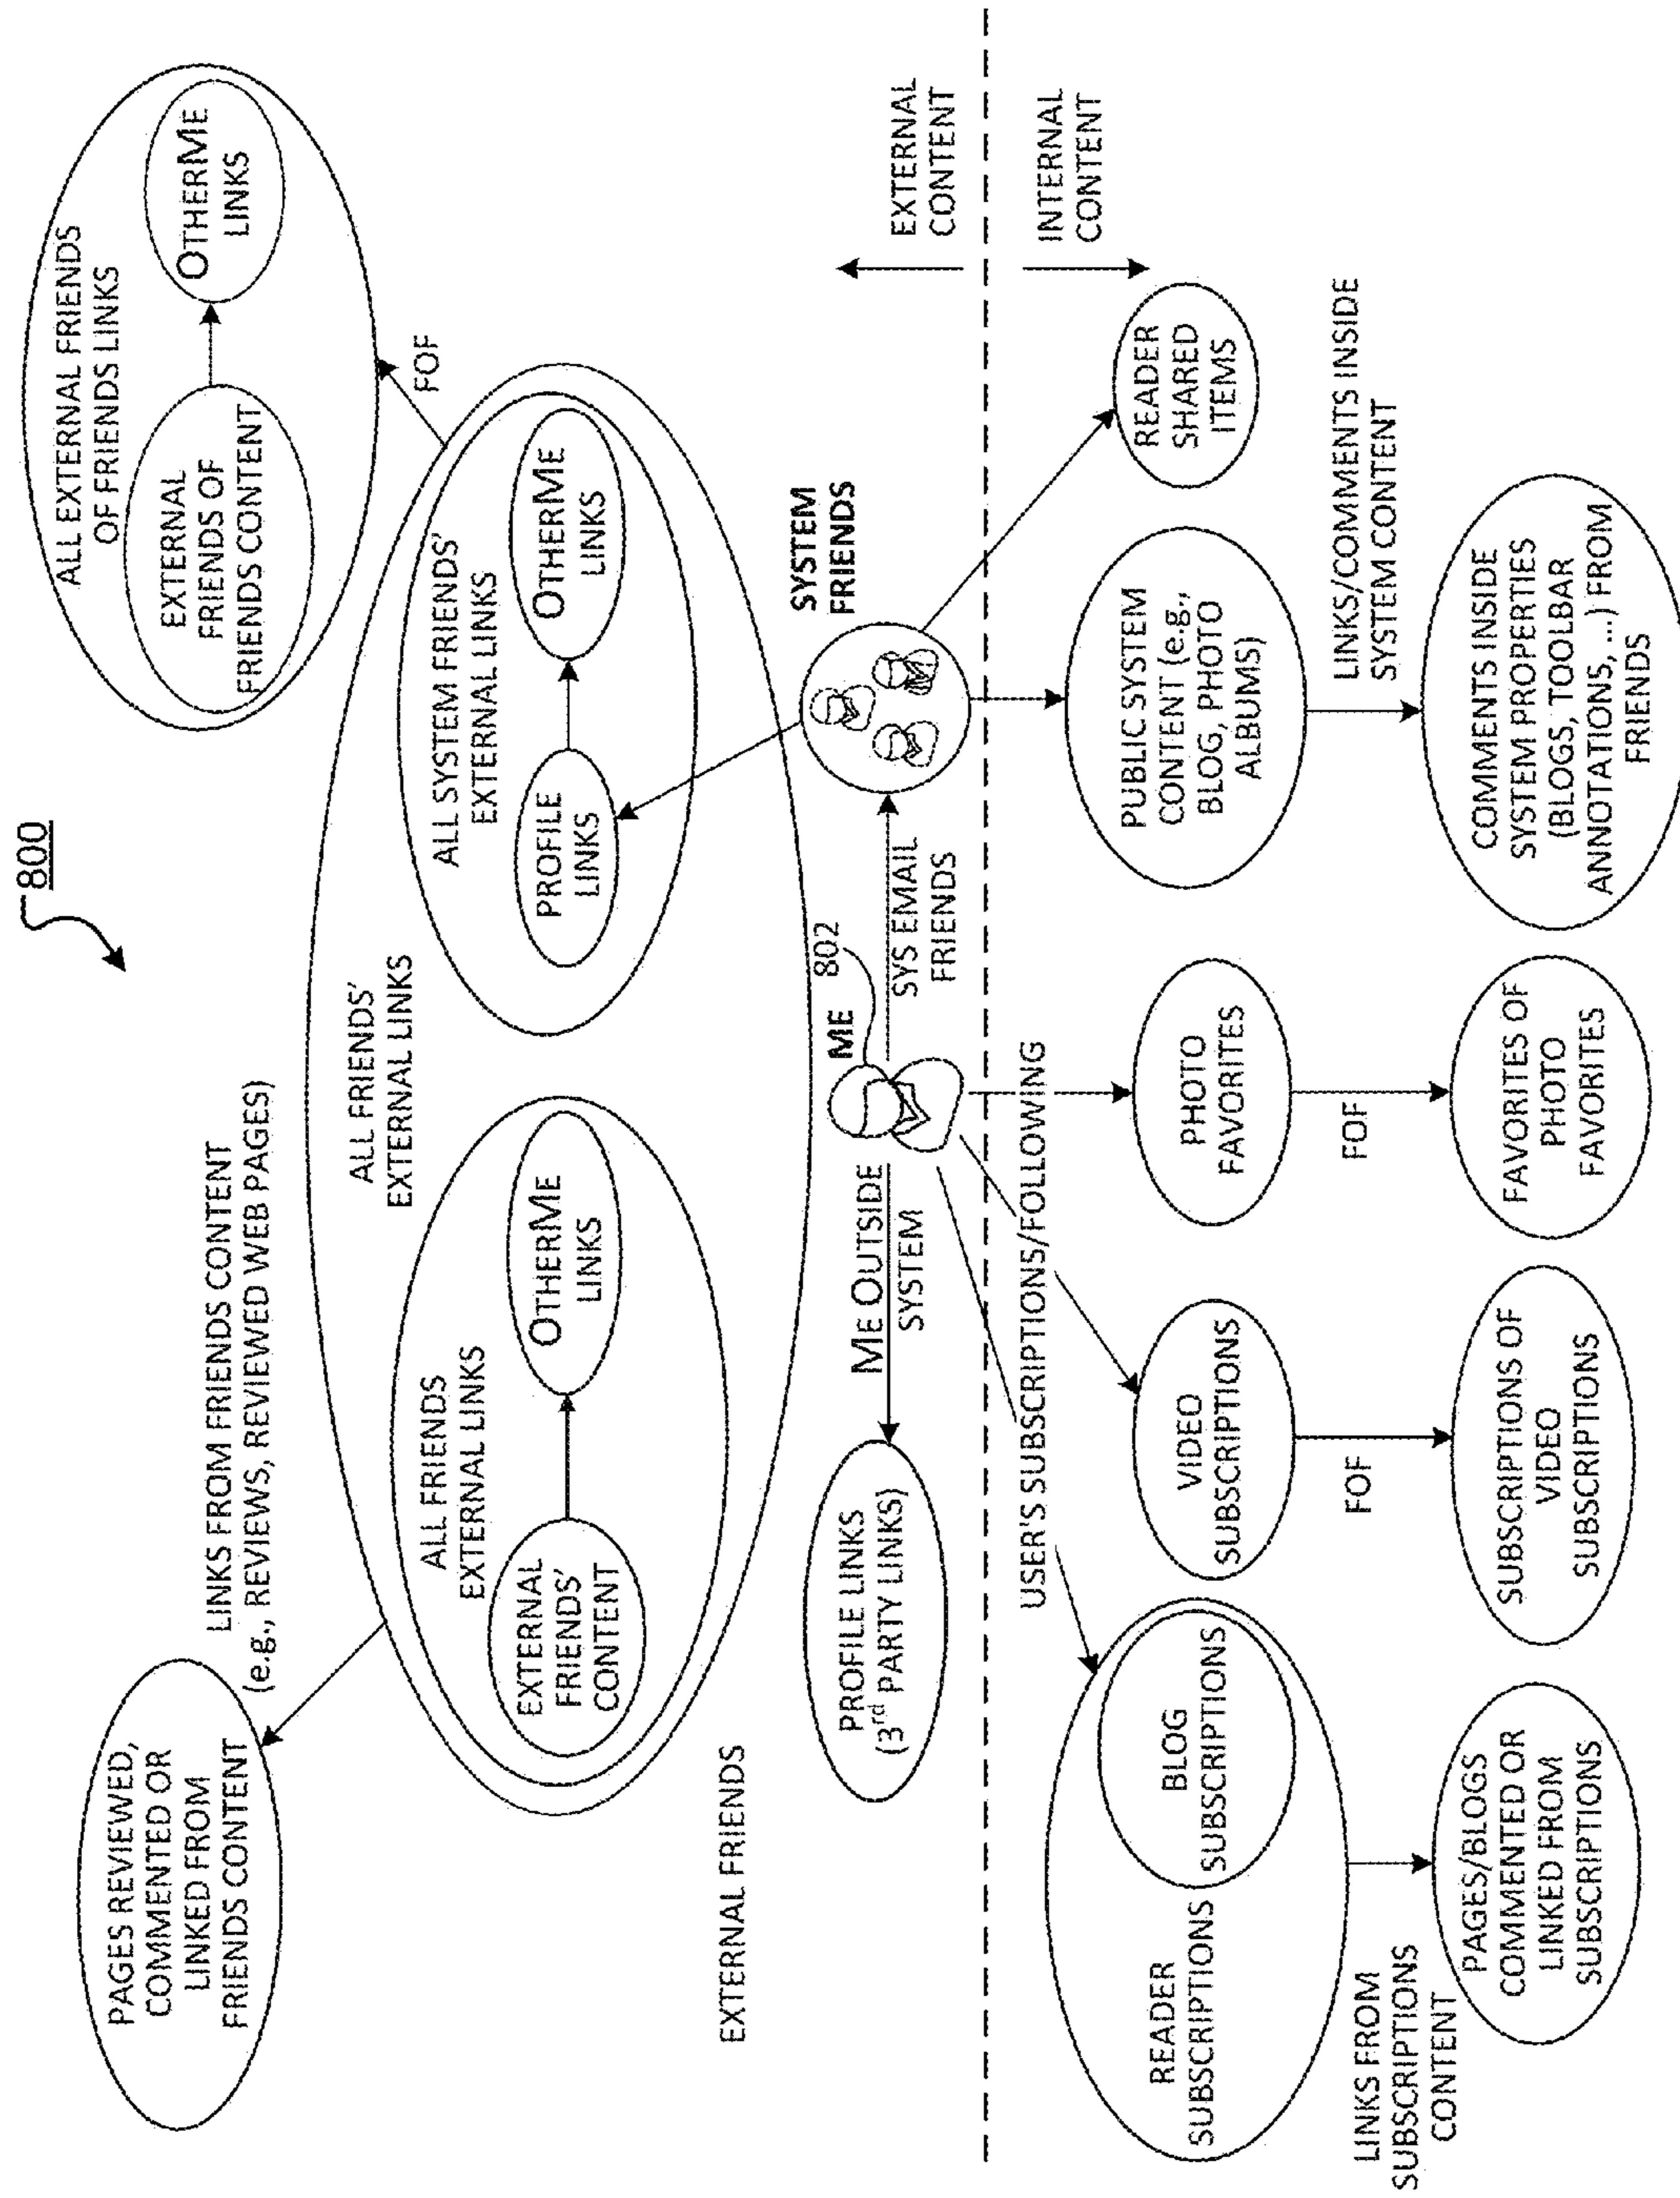 800
LINKS FROM FRIENDS CONTENT
(e.g., REVIEWS, REVIEWED WEB PAGES)
PAGES REVIEWED,
COMMENTED OR
LINKED FROM
FRIENDS CONTENT
ALL EXTERNAL FRIENDS
OF FRIENDS LINKS
EXTERNAL
FRIENDS OF
FRIENDS CONTENT
OTHERME
LINKS
FOF
ALL FRIENDS'
EXTERNAL LINKS
ALL FRIENDS
EXTERNAL LINKS
EXTERNAL
FRIENDS'
CONTENT
OTHERME
LINKS
ALL SYSTEM FRIENDS'
EXTERNAL LINKS
PROFILE
LINKS
OTHERME
LINKS
EXTERNAL FRIENDS
PROFILE LINKS
(3rd PARTY LINKS)
ME OUTSIDE
SYSTEM
ME
802
SYS EMAIL
FRIENDS
SYSTEM
FRIENDS
EXTERNAL
CONTENT
INTERNAL
CONTENT
USER'S SUBSCRIPTIONS/FOLLOWING
READER
SUBSCRIPTIONS
BLOG
SUBSCRIPTIONS
VIDEO
SUBSCRIPTIONS
PHOTO
FAVORITES
PUBLIC SYSTEM
CONTENT (e.g.,
BLOG, PHOTO
ALBUMS)
READER
SHARED
ITEMS
LINKS FROM
SUBSCRIPTIONS
CONTENT
FOF
FOF
LINKS/COMMENTS INSIDE
SYSTEM CONTENT
PAGES/BLOGS
COMMENTED OR
LINKED FROM
SUBSCRIPTIONS
SUBSCRIPTIONS OF
VIDEO
SUBSCRIPTIONS
FAVORITES OF
PHOTO
FAVORITES
COMMENTS INSIDE
SYSTEM PROPERTIES
(BLOGS, TOOLBAR
ANNOTATIONS, ...) FROM
FRIENDS